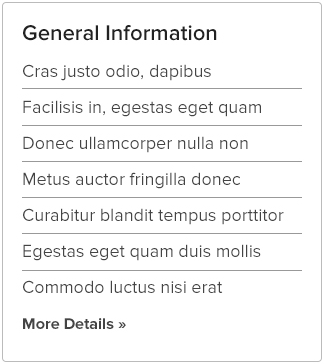 General Information
Cras justo odio, dapibus
Facilisis in, egestas eget quam
Donec ullamcorper nulla non
Metus auctor fringilla donec
Curabitur blandit tempus porttitor
Egestas eget quam duis mollis
Commodo luctus nisi erat
More Details »